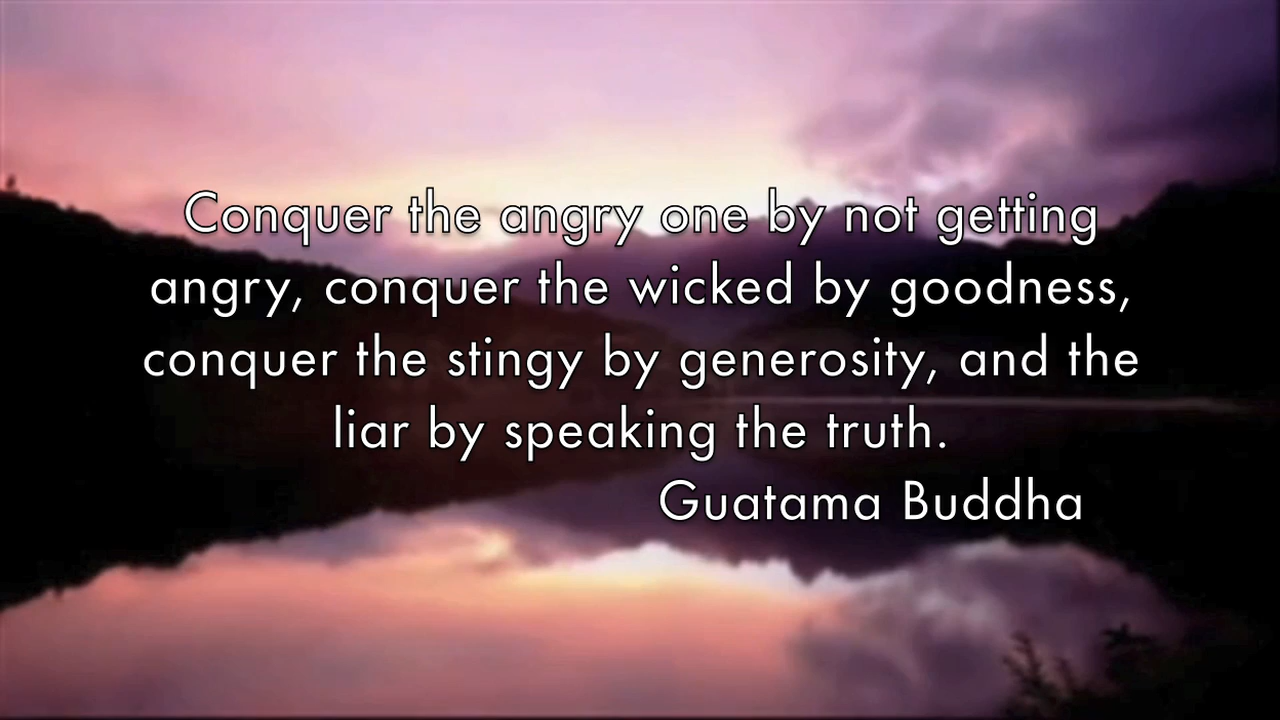 Conquer the angry one by not getting
angry, conquer the wicked by goodness,
conquer the stingy by generosity, and the
liar by speaking the truth.
Guatama Buddha